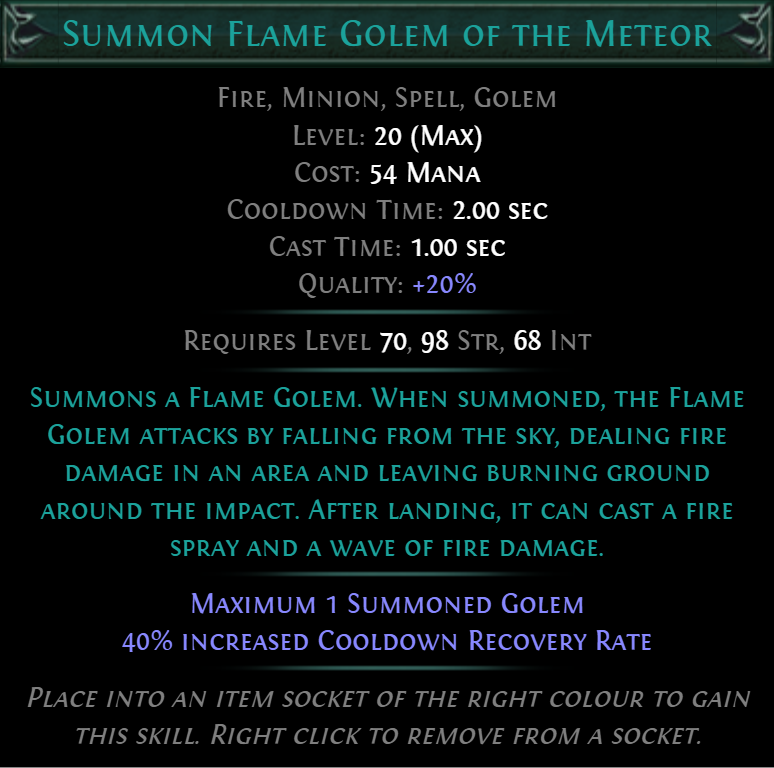 Summon Flame Golem of the Meteor
Fire, Minion, Spell, Golem
Level: 20 (Max)
Cost: 54 Mana
Cooldown Time: 2.00 sec
Cast Time: 1.00 sec
Quality: +20%
Requires Level 70, 98 Str, 68 Int
Summons a Flame Golem. When summoned, the Flame
Golem attacks by falling from the sky, dealing fire
damage in an area and leaving burning ground
around the impact. After landing, it can cast a fire
spray and a wave of fire damage.
Maximum 1 Summoned Golem
40% increased Cooldown Recovery Rate
Place into an item socket of the right colour to gain
this skill. Right click to remove from a socket.